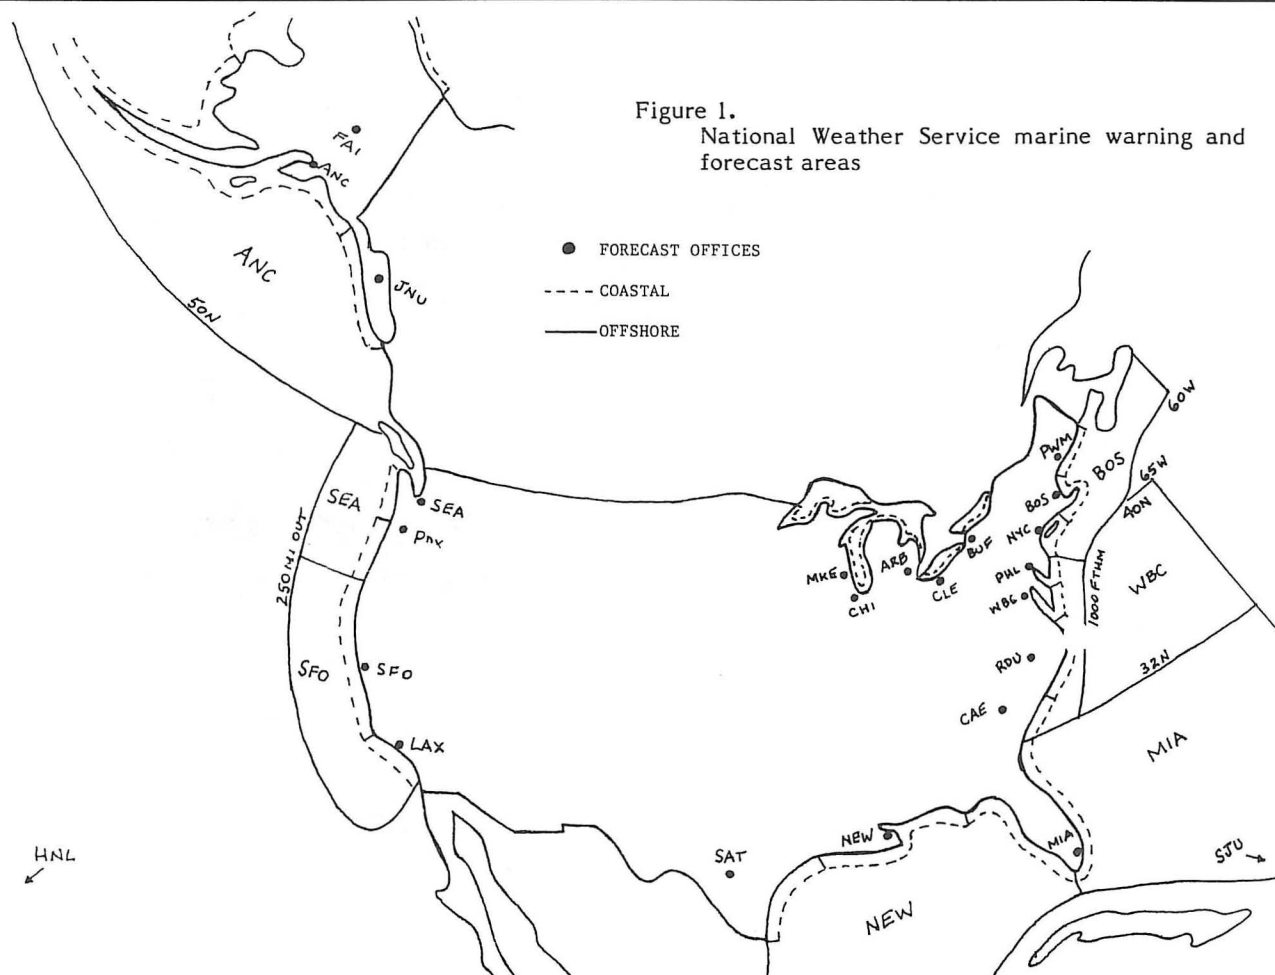 Figure 1.
National Weather Service marine warning and
forecast areas
FORECAST OFFICES
COASTAL
OFFSHORE
FAI
ANC
ANC
JNU
50N
SEA
SEA
PDX
250 MI OUT
SFO
SFO
LAX
HNL
60W
PWM
BOS
65W
BOS
40N
NYC
BUF
MKE
ARB
CHI
CLE
PHL
WBC
WBC
1000 FTHM
RDU
32N
CAE
MIA
NEW
MIA
SAT
SJU
NEW